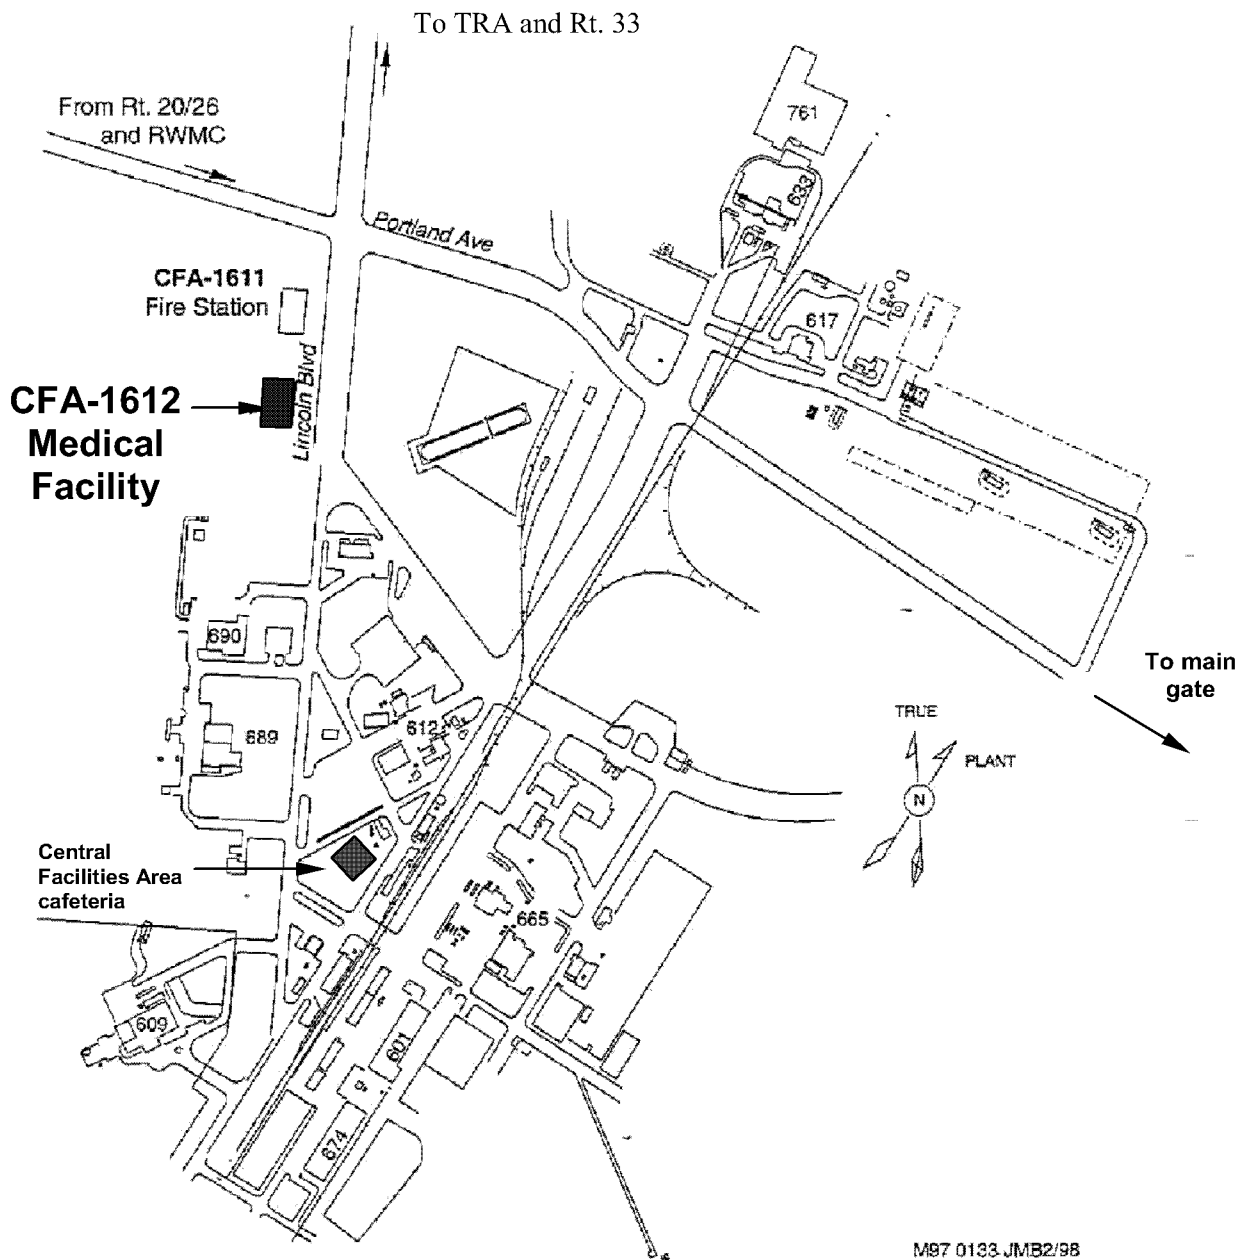 To TRA and Rt. 33
From Rt. 20/26
and RWMC
761
633
Portland Ave
CFA-1611
Fire Station
617
Lincoln Blvd
CFA-1612
Medical
Facility
690
To main
gate
TRUE
PLANT
N
612
689
Central
Facilities Area
cafeteria
665
609
601
674
M97 0133 JMB2/98